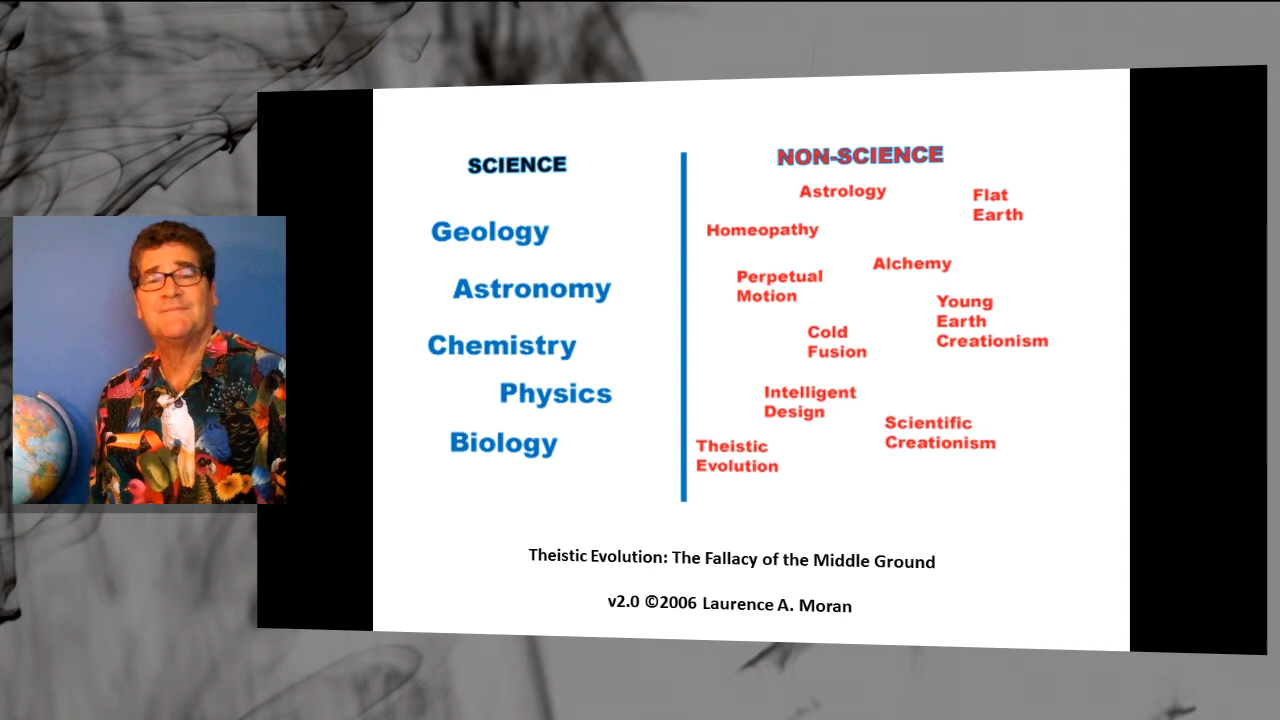 SCIENCE
Geology
Astronomy
Chemistry
Physics
Biology
NON-SCIENCE
Astrology
Flat
Earth
Homeopathy
Alchemy
Perpetual
Motion
Young
Earth
Creationism
Cold
Fusion
Intelligent
Design
Scientific
Creationism
Theistic
Evolution
Theistic Evolution: The Fallacy of the Middle Ground
v2.0 ©2006 Laurence A. Moran